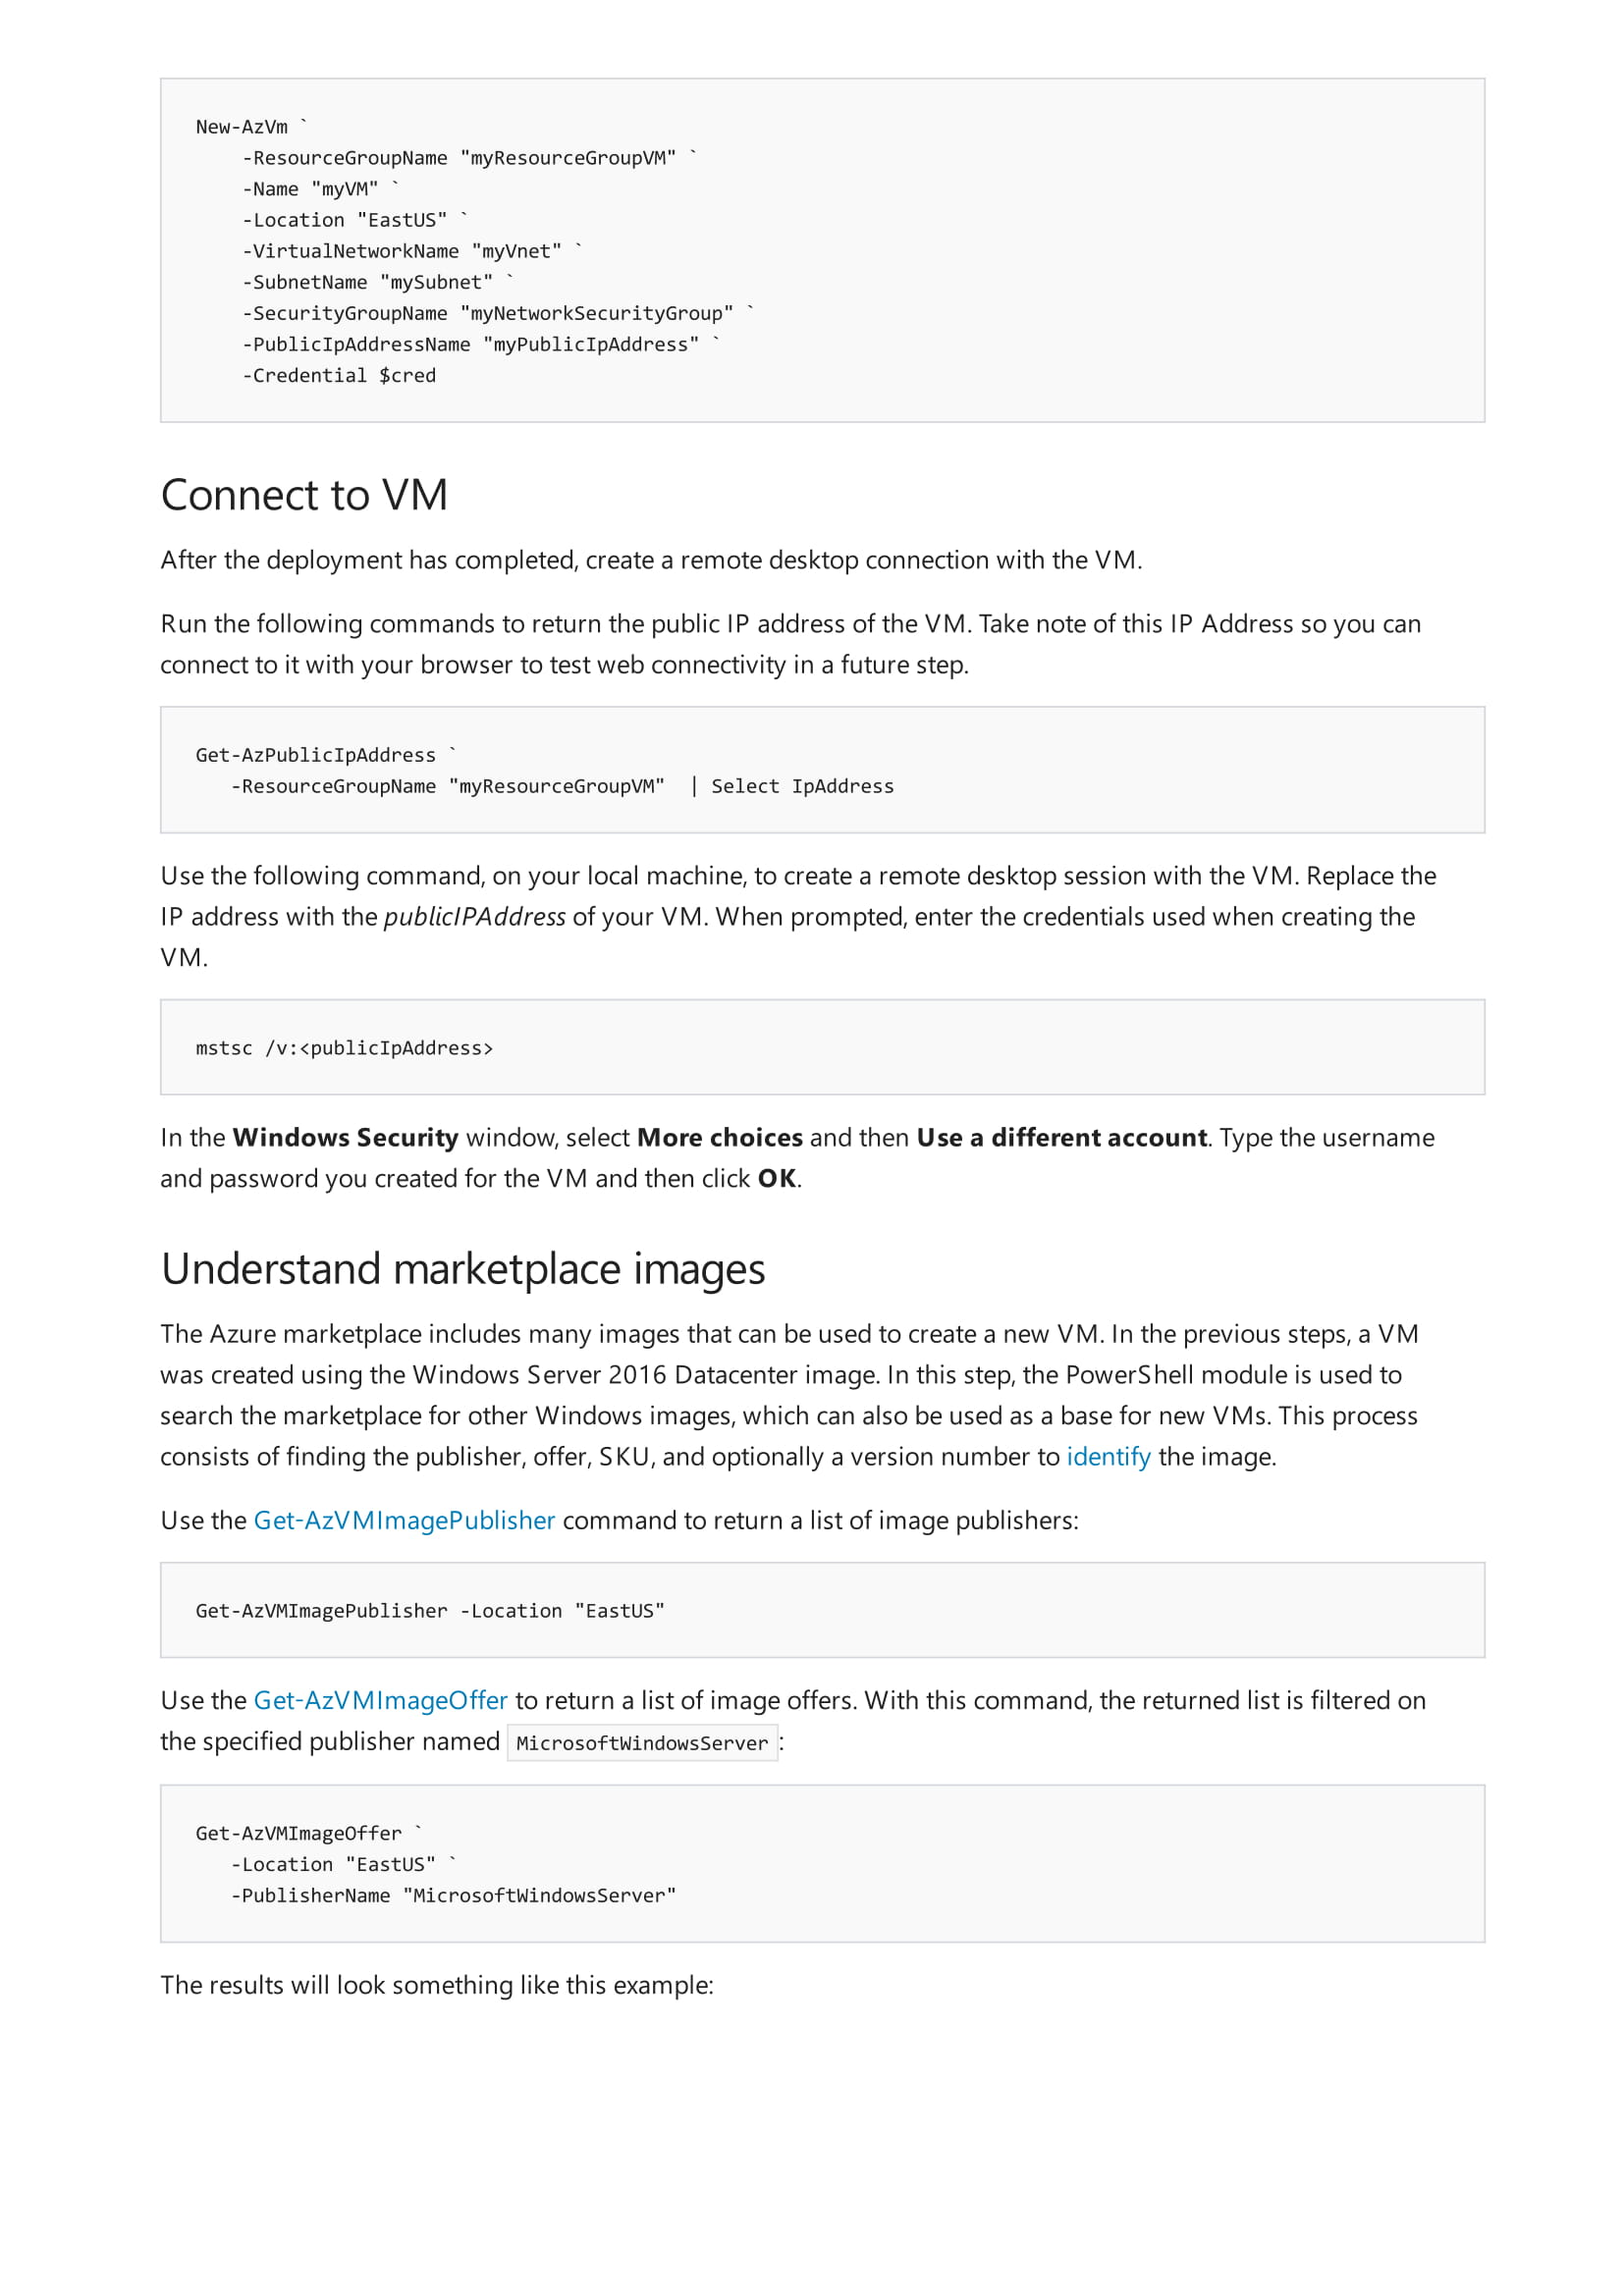 New-AzVm `
    -ResourceGroupName "myResourceGroupVM" `
    -Name "myVM" `
    -Location "EastUS" `
    -VirtualNetworkName "myVnet" `
    -SubnetName "mySubnet" `
    -SecurityGroupName "myNetworkSecurityGroup" `
    -PublicIpAddressName "myPublicIpAddress" `
    -Credential $cred
Connect to VM
After the deployment has completed, create a remote desktop connection with the VM.
Run the following commands to return the public IP address of the VM. Take note of this IP Address so you can
connect to it with your browser to test web connectivity in a future step.
Get-AzPublicIpAddress `
   -ResourceGroupName "myResourceGroupVM"  | Select IpAddress
Use the following command, on your local machine, to create a remote desktop session with the VM. Replace the
IP address with the publicIPAddress of your VM. When prompted, enter the credentials used when creating the
VM.
mstsc /v:<publicIpAddress>
In the Windows Security window, select More choices and then Use a different account. Type the username
and password you created for the VM and then click OK.
Understand marketplace images
The Azure marketplace includes many images that can be used to create a new VM. In the previous steps, a VM
was created using the Windows Server 2016 Datacenter image. In this step, the PowerShell module is used to
search the marketplace for other Windows images, which can also be used as a base for new VMs. This process
consists of finding the publisher, offer, SKU, and optionally a version number to identify the image.
Use the Get-AzVMImagePublisher command to return a list of image publishers:
Get-AzVMImagePublisher -Location "EastUS"
Use the Get-AzVMImageOffer to return a list of image offers. With this command, the returned list is filtered on
the specified publisher named MicrosoftWindowsServer :
Get-AzVMImageOffer `
   -Location "EastUS" `
   -PublisherName "MicrosoftWindowsServer"
The results will look something like this example: